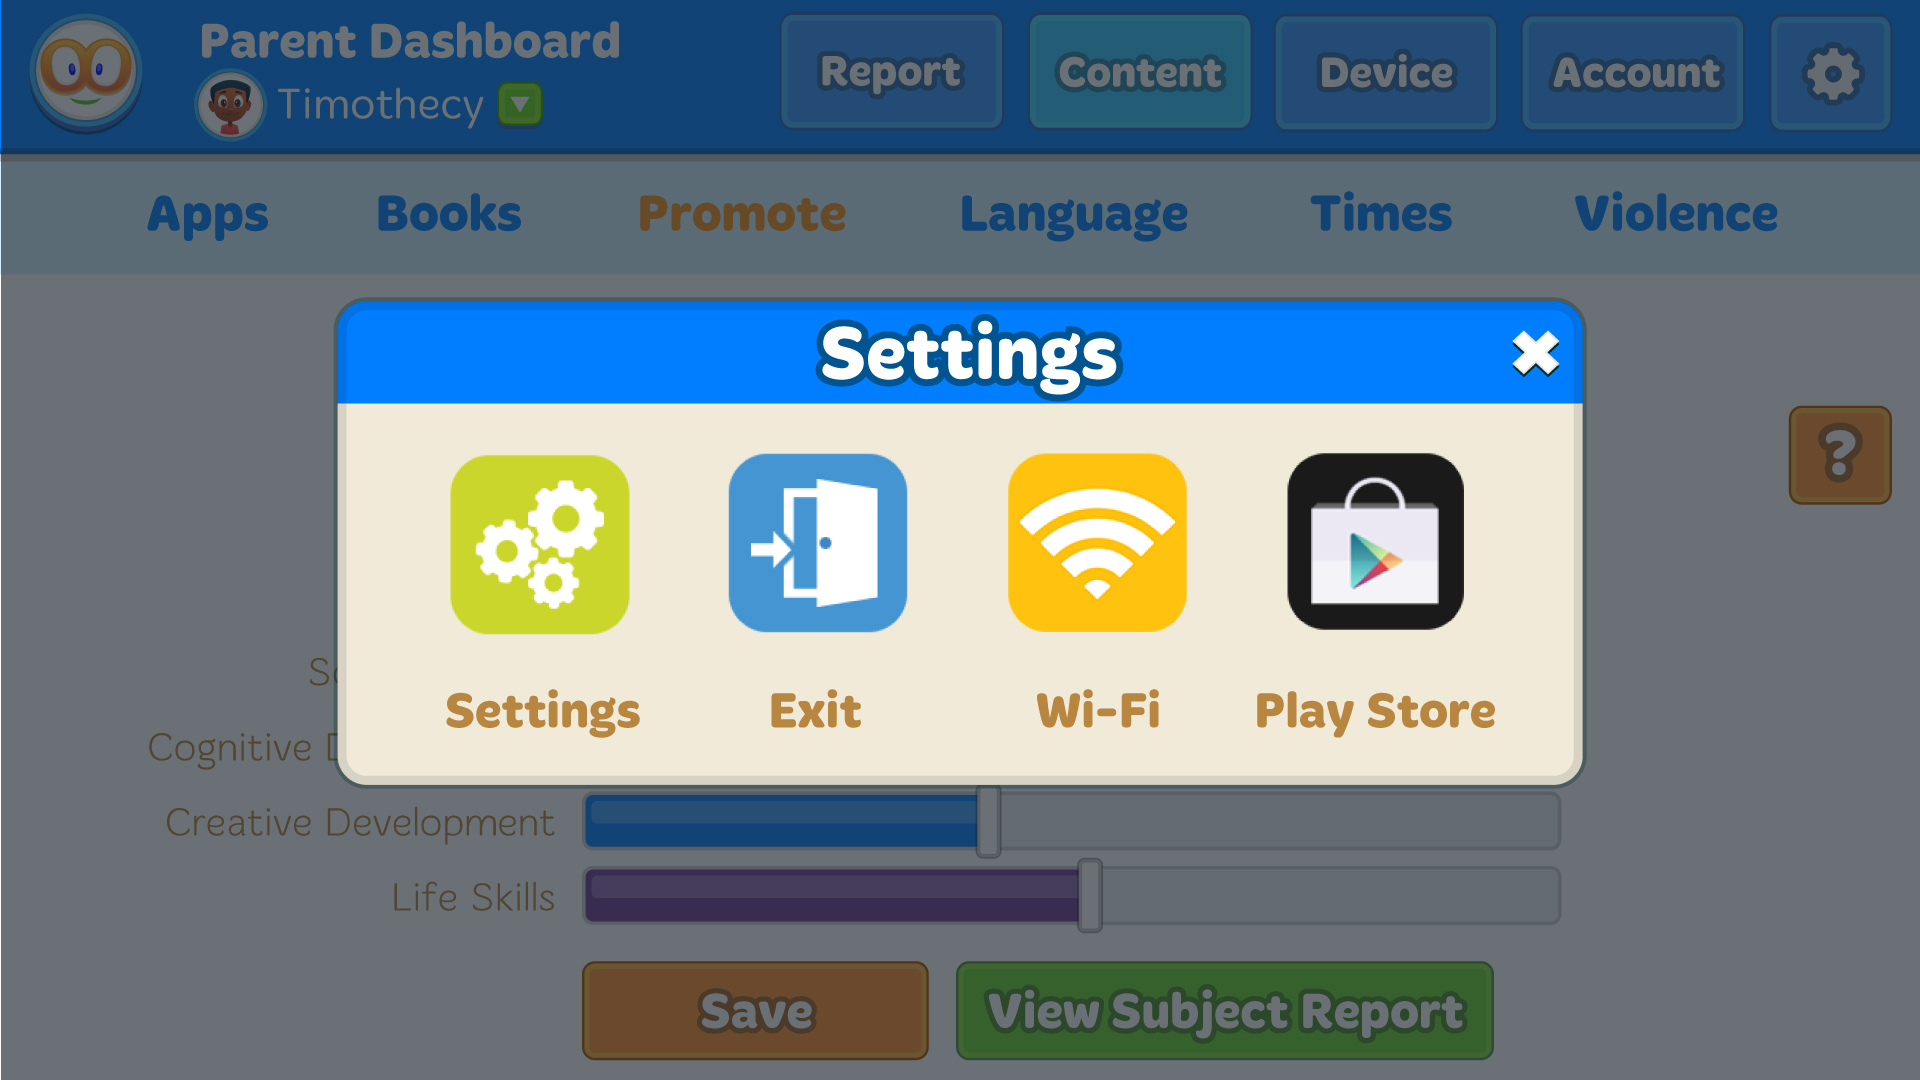 Parent Dashboard
Timothecy
Report
Content
Device
Account
Apps
Books
Promote
Language
Times
Violence
Settings
?
Settings
Exit
Wi-Fi
Play Store
Cognitive
Creative Development
Life Skills
Save
View Subject Report